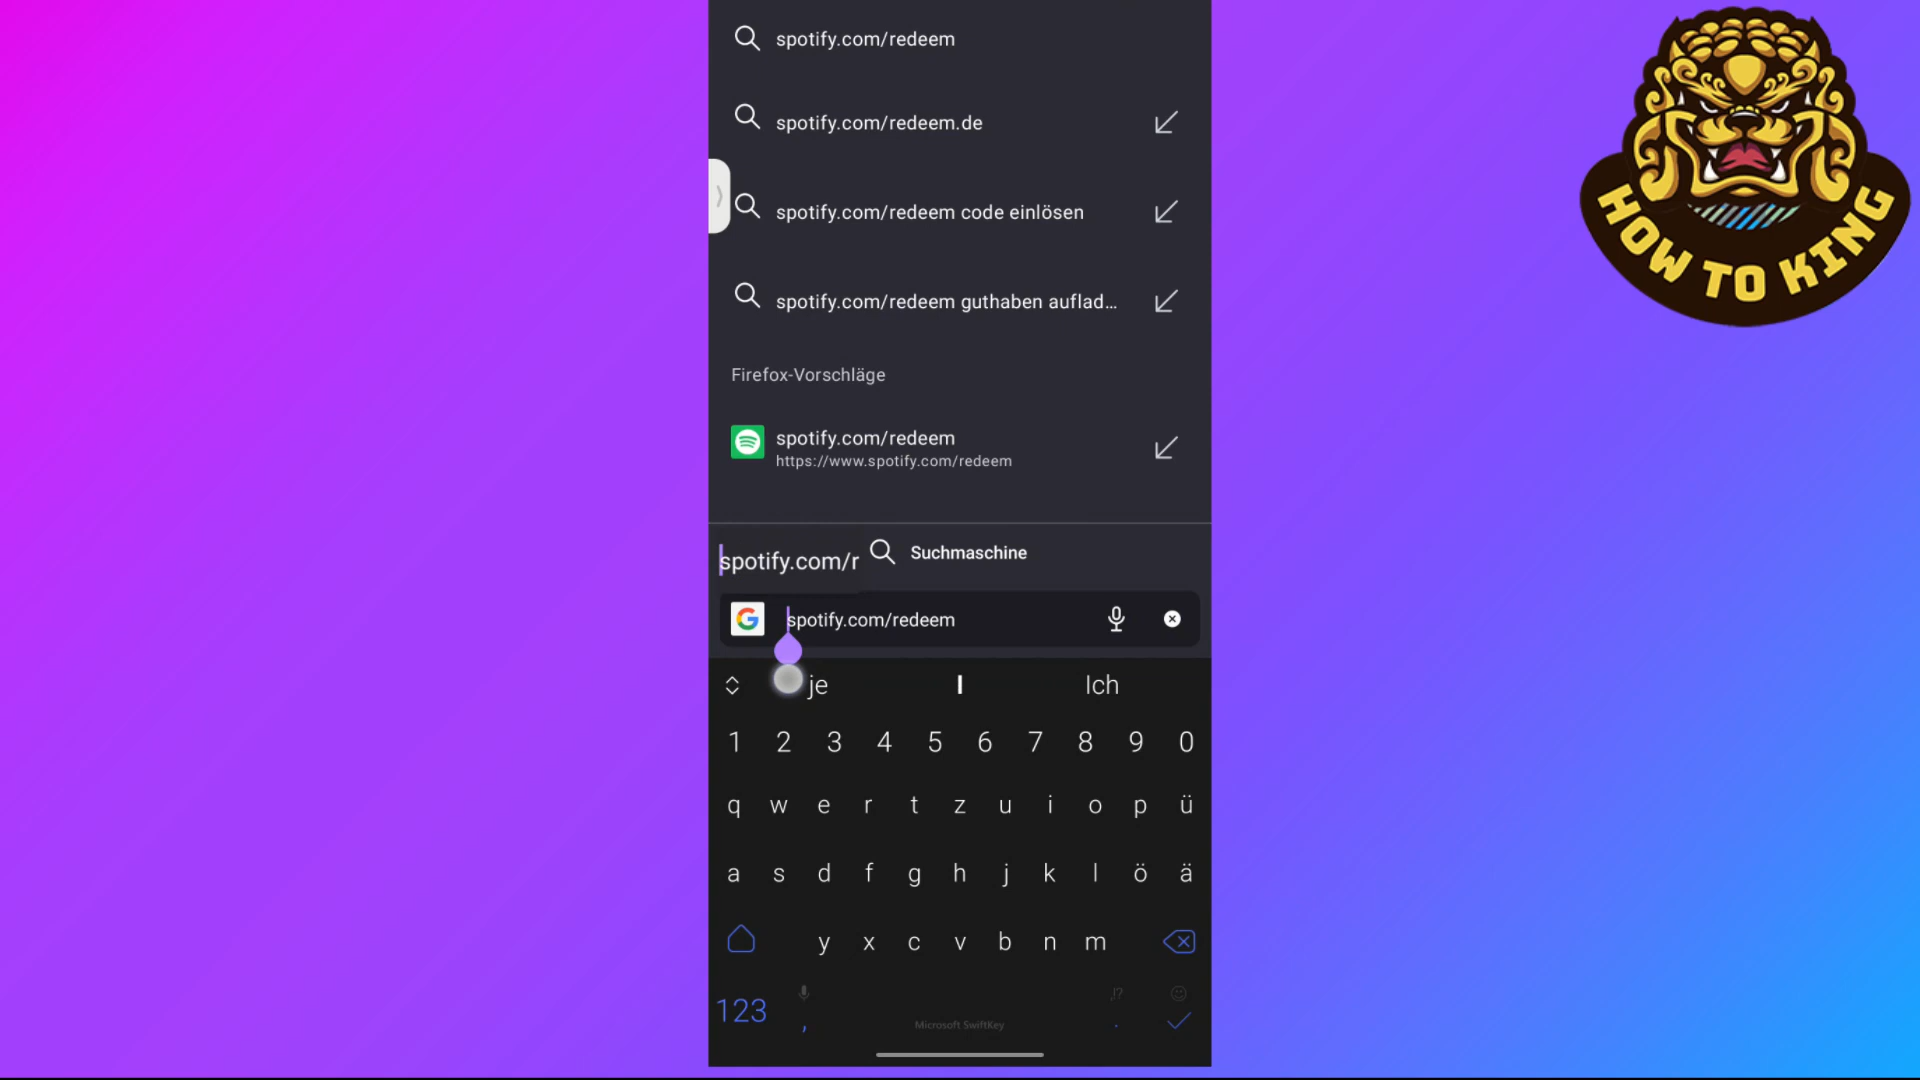 spotify.com/redeem
spotify.com/redeem.de
spotify.com/redeem code einlösen
spotify.com/redeem guthaben auflad...
Firefox-Vorschläge
spotify.com/redeem
https://www.spotify.com/redeem
spotify.com/r
Suchmaschine
spotify.com/redeem
je I Ich
1 2 3 4 5 6 7 8 9 0
q w e r t z u i o p ü
a s d f g h j k l ö ä
y x c v b n m
,!?
123 , Microsoft SwiftKey .
HOW TO KING